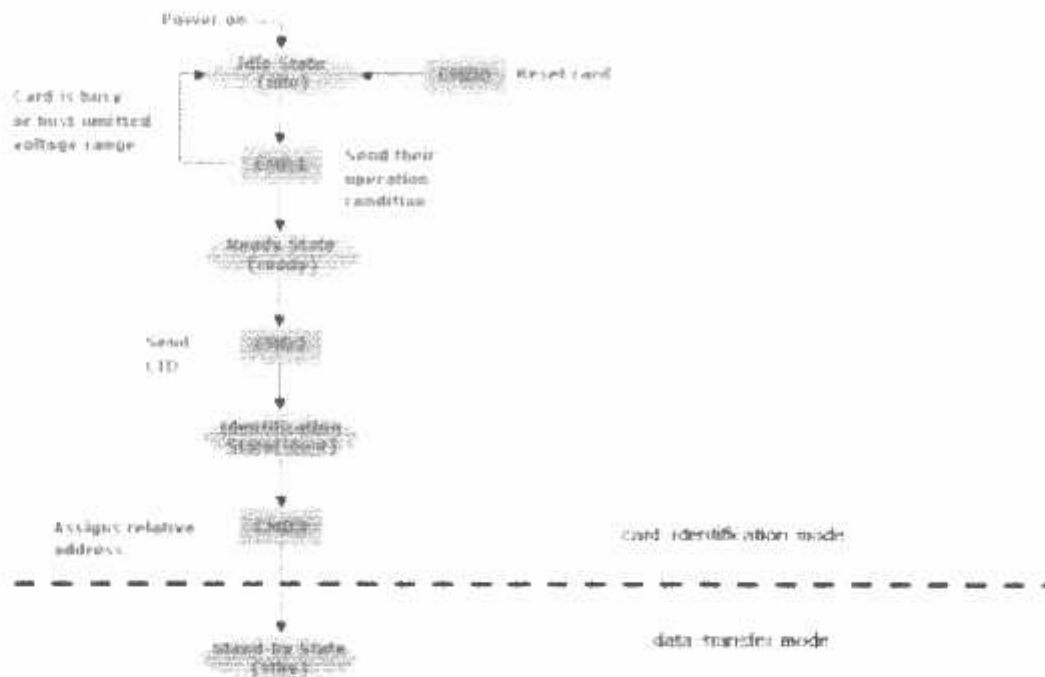 Power on
Idle State
(idle)
CMD0
Reset card
Card is busy
or host omitted
voltage range
CMD1
Send their
operation
condition
Ready State
(ready)
Send
CID
CMD2
Identification
State(ident)
Assigns relative
address
CMD3
card identification mode
data-transfer mode
Stand-by State
(stby)